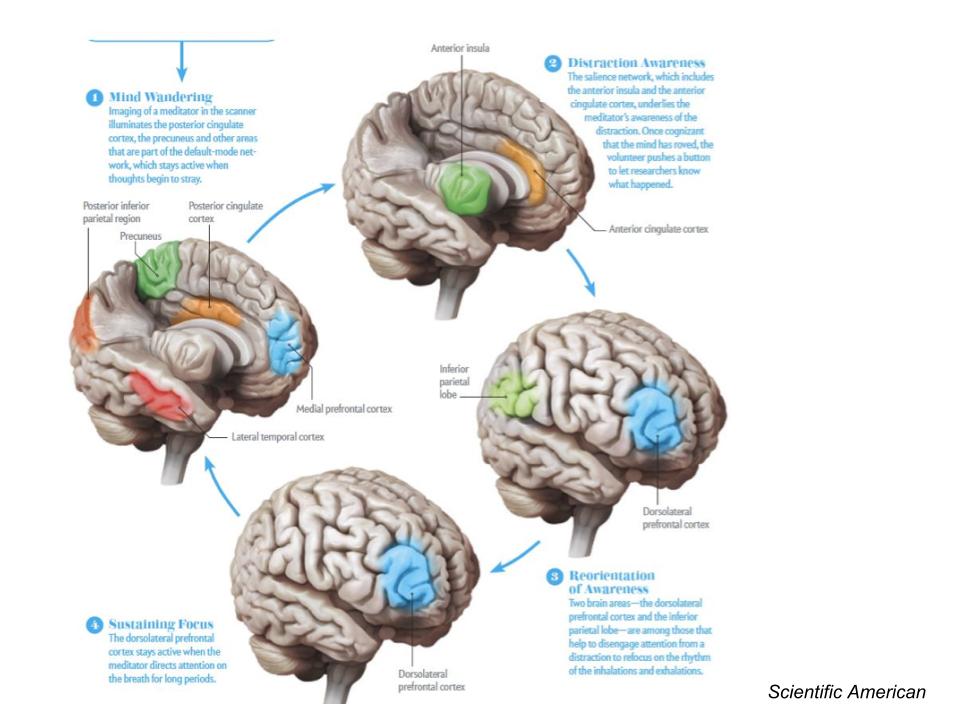 1 Mind Wandering
Imaging of a meditator in the scanner
illuminates the posterior cingulate
cortex, the precuneus and other areas
that are part of the default-mode net-
work, which stays active when
thoughts begin to stray.
Posterior inferior
parietal region
Precuneus
Posterior cingulate
cortex
Medial prefrontal cortex
Lateral temporal cortex
Anterior insula
2 Distraction Awareness
The salience network, which includes
the anterior insula and the anterior
cingulate cortex, underlies the
meditator's awareness of the
distraction. Once cognizant
that the mind has roved, the
volunteer pushes a button
to let researchers know
what happened.
Anterior cingulate cortex
Inferior
parietal
lobe
Dorsolateral
prefrontal cortex
3 Reorientation
of Awareness
Two brain areas—the dorsolateral
prefrontal cortex and the inferior
parietal lobe—are among those that
help to disengage attention from a
distraction to refocus on the rhythm
of the inhalations and exhalations.
4 Sustaining Focus
The dorsolateral prefrontal
cortex stays active when the
meditator directs attention on
the breath for long periods.
Dorsolateral
prefrontal cortex
Scientific American